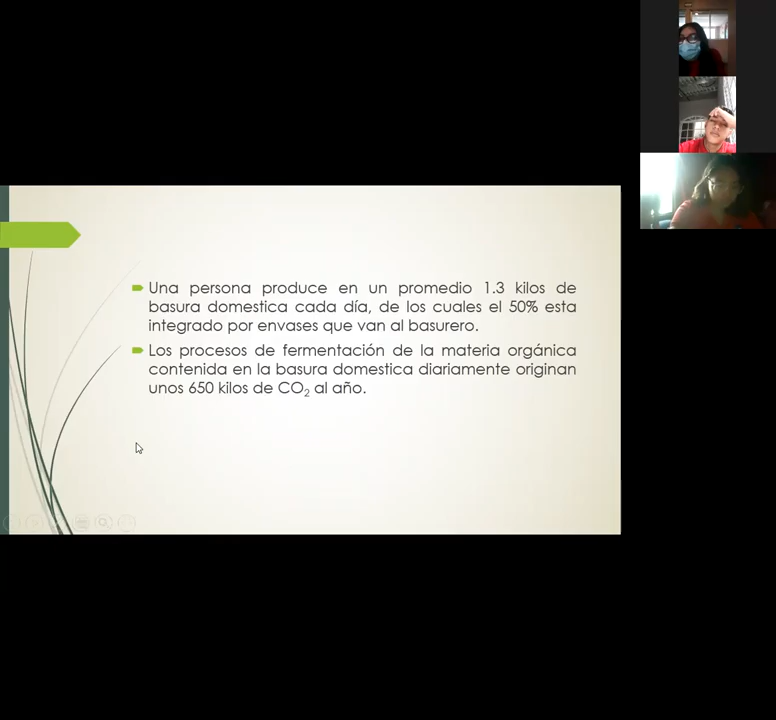 Una persona produce en un promedio 1.3 kilos de
basura domestica cada día, de los cuales el 50% esta
integrado por envases que van al basurero.
Los procesos de fermentación de la materia orgánica
contenida en la basura domestica diariamente originan
unos 650 kilos de CO₂ al año.